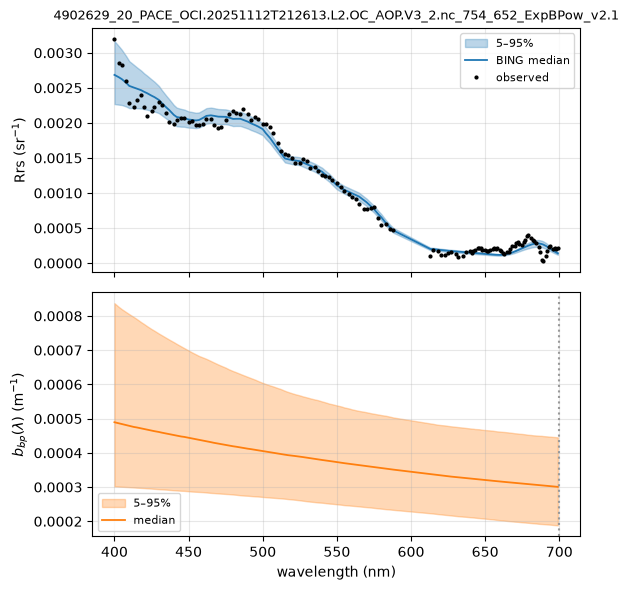 4902629_20_PACE_OCI.20251112T212613.L2.OC_AOP.V3_2.nc_754_652_ExpBPow_v2.1
0.0030
0.0025
0.0020
0.0015
0.0010
0.0005
0.0000
Rrs (sr⁻¹)
5–95%
BING median
observed
0.0008
0.0007
0.0006
0.0005
0.0004
0.0003
0.0002
b_bp(λ) (m⁻¹)
5–95%
median
400 450 500 550 600 650 700
wavelength (nm)